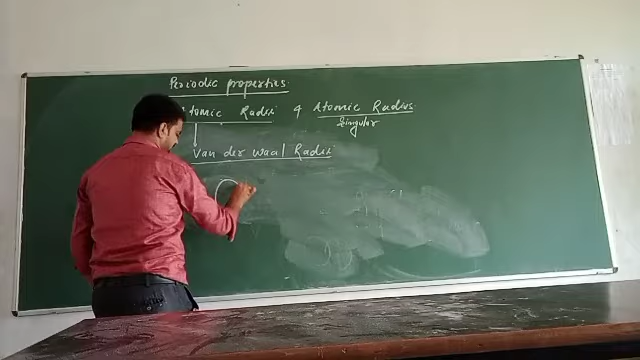 Periodic properties.
Atomic Radii & Atomic Radius
Singular
Van der waal Radii